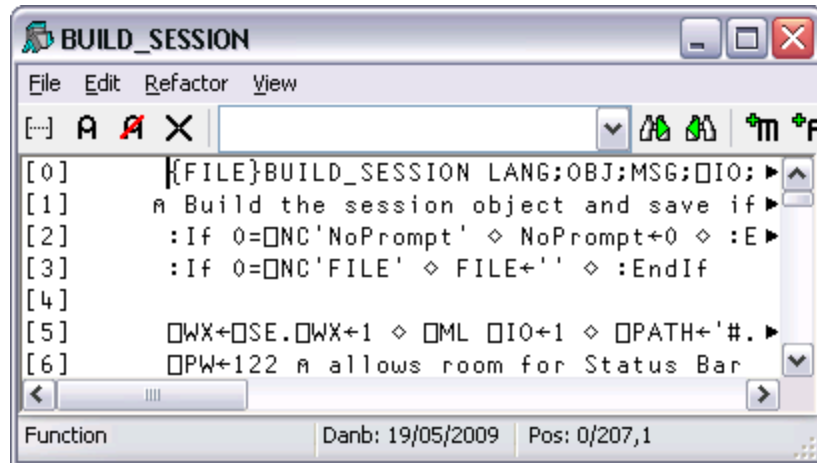 BUILD_SESSION
File Edit Refactor View
[0] {FILE}BUILD_SESSION LANG;OBJ;MSG;⎕IO;
[1] ⍝ Build the session object and save if
[2] :If 0=⎕NC'NoPrompt' ⋄ NoPrompt←0 ⋄ :E
[3] :If 0=⎕NC'FILE' ⋄ FILE←'' ⋄ :EndIf
[4]
[5] ⎕WX←⎕SE.⎕WX←1 ⋄ ⎕ML ⎕IO←1 ⋄ ⎕PATH←'#.
[6] ⎕PW←122 ⍝ allows room for Status Bar
Function Danb: 19/05/2009 Pos: 0/207,1